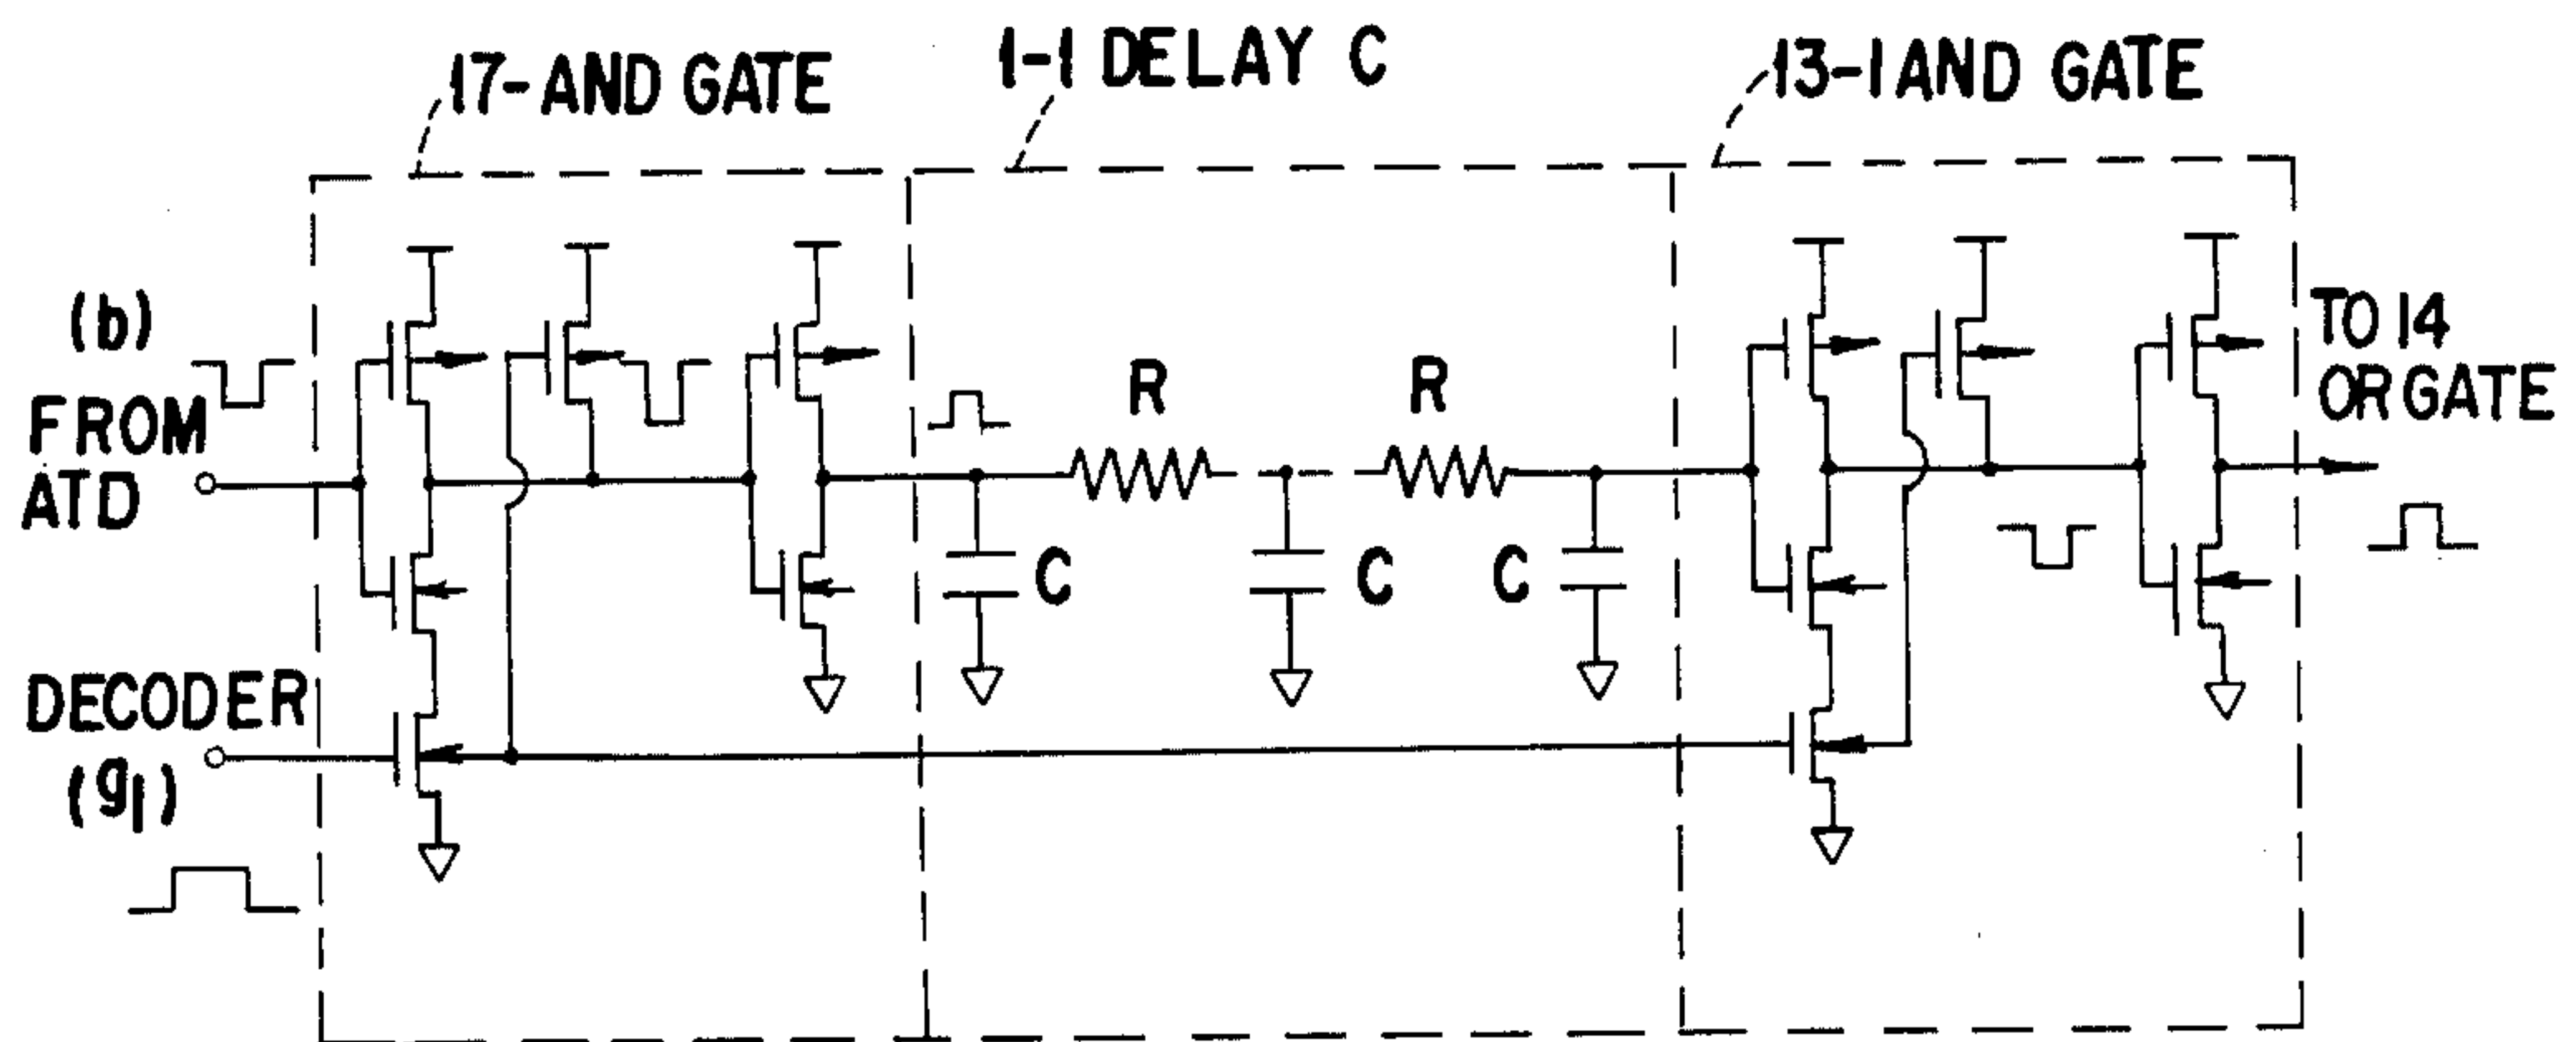 17-AND GATE
1-1 DELAY C
13-1 AND GATE
(b)
FROM
ATD
R
R
TO 14
OR GATE
C
C
C
DECODER
(g1)